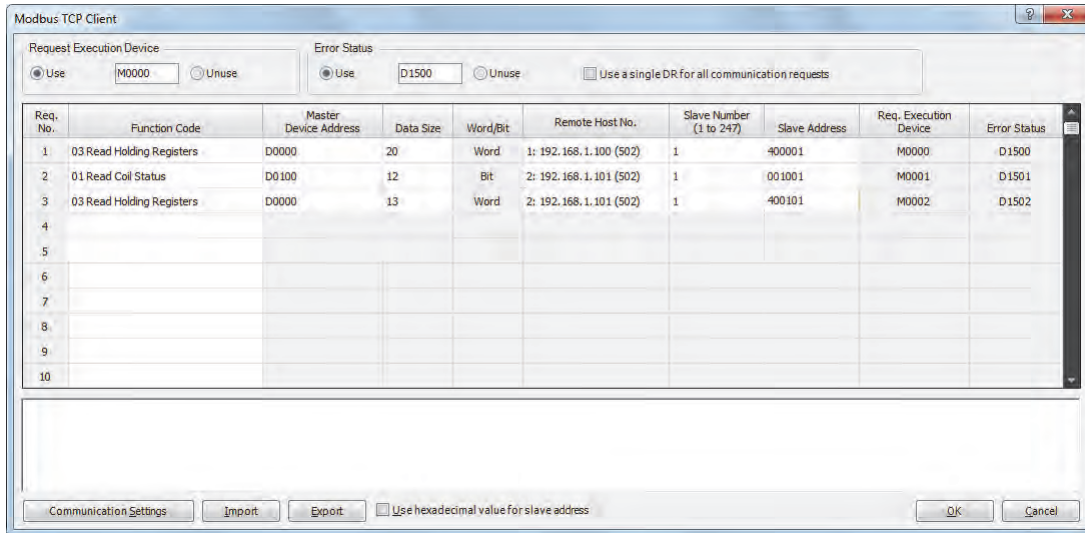 Modbus TCP Client
Request Execution Device
Error Status
Use M0000 Unuse
Use D1500 Unuse Use a single DR for all communication requests
Req. No. Function Code Master Device Address Data Size Word/Bit Remote Host No. Slave Number (1 to 247) Slave Address Req. Execution Device Error Status
1 03 Read Holding Registers D0000 20 Word 1: 192.168.1.100 (502) 1 400001 M0000 D1500
2 01 Read Coil Status D0100 12 Bit 2: 192.168.1.101 (502) 1 001001 M0001 D1501
3 03 Read Holding Registers D0000 13 Word 2: 192.168.1.101 (502) 1 400101 M0002 D1502
4
5
6
7
8
9
10
Communication Settings Import Export Use hexadecimal value for slave address OK Cancel